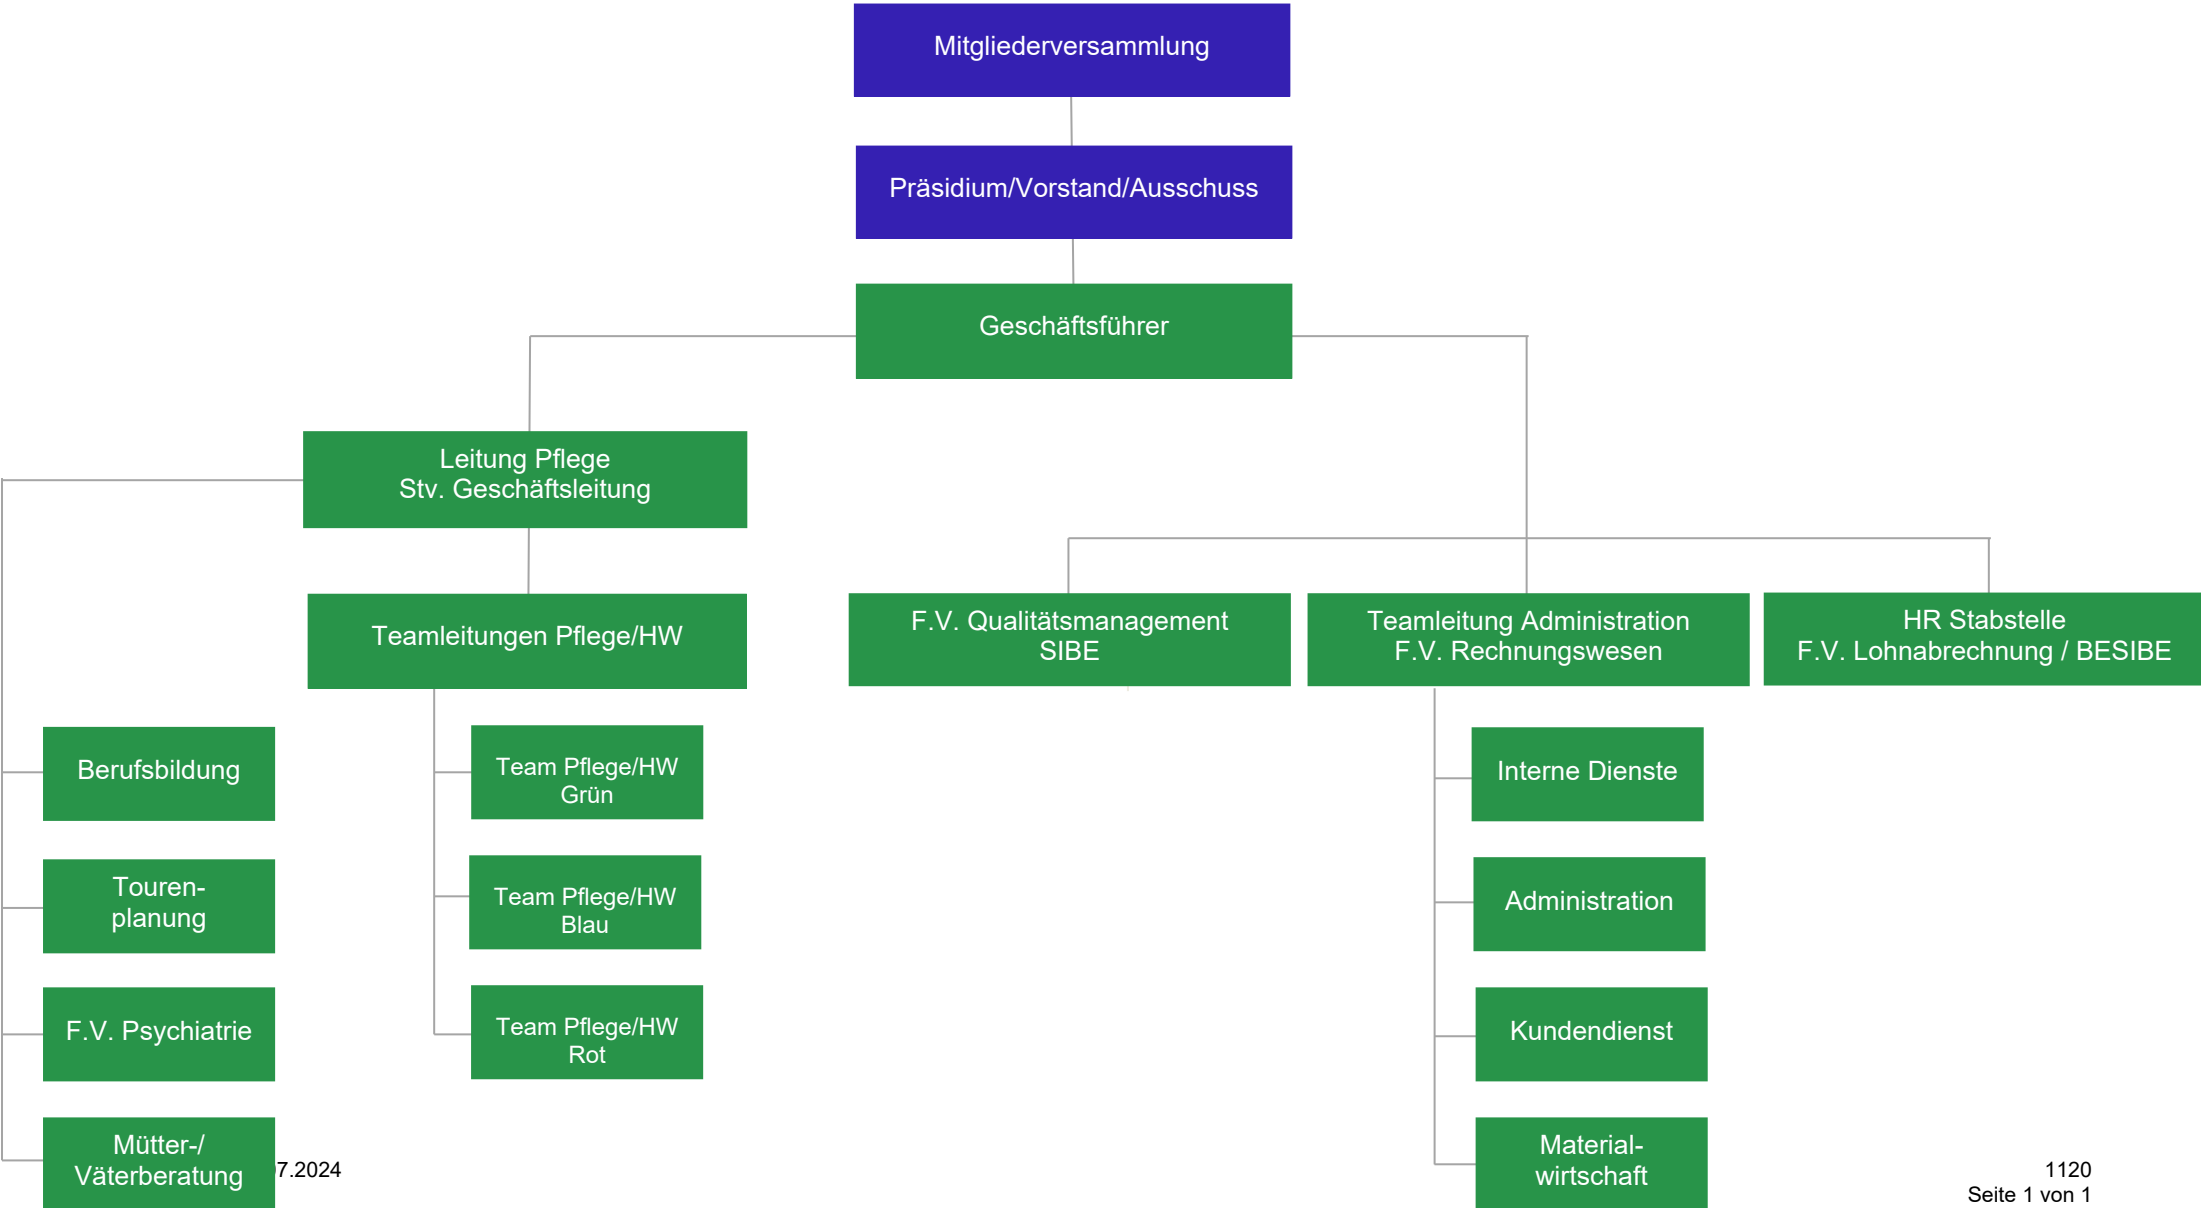 Mitgliederversammlung
Präsidium/Vorstand/Ausschuss
Geschäftsführer
Leitung Pflege
Stv. Geschäftsleitung
Teamleitungen Pflege/HW
F.V. Qualitätsmanagement
SIBE
Teamleitung Administration
F.V. Rechnungswesen
HR Stabstelle
F.V. Lohnabrechnung / BESIBE
Berufsbildung
Touren-
planung
F.V. Psychiatrie
Mütter-/
Väterberatung
Team Pflege/HW
Grün
Team Pflege/HW
Blau
Team Pflege/HW
Rot
Interne Dienste
Administration
Kundendienst
Material-
wirtschaft
7.2024
1120
Seite 1 von 1